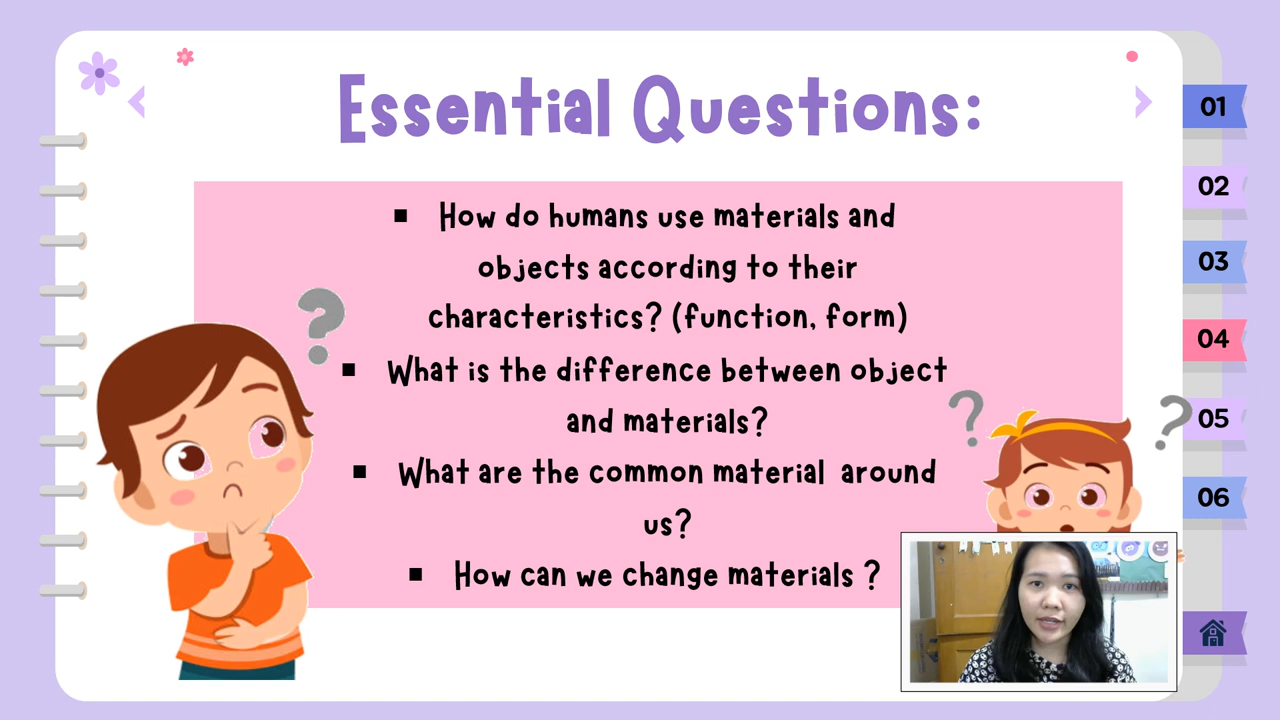 Essential Questions:
▪ How do humans use materials and
objects according to their
characteristics? (function, form)
▪ What is the difference between object
and materials?
▪ What are the common material around
us?
▪ How can we change materials ?
01
02
03
04
05
06